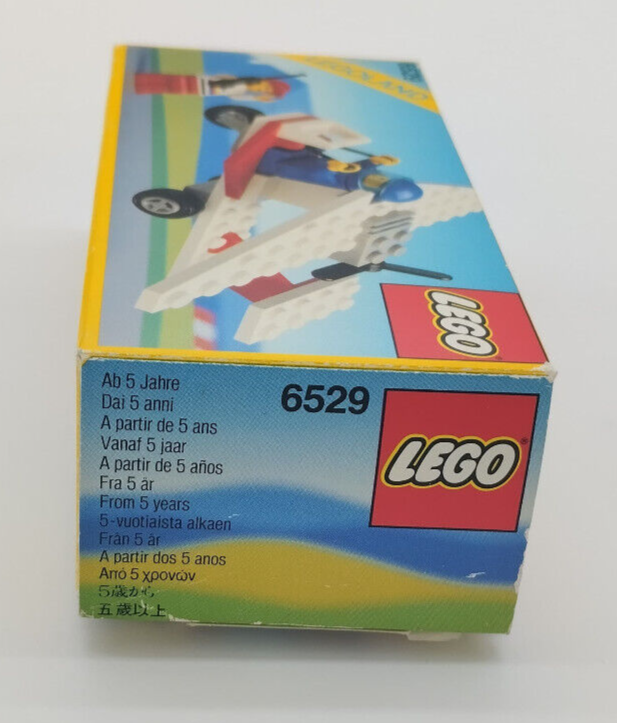 LEGOLAND
6529
LEGO
Ab 5 Jahre
Dai 5 anni
A partir de 5 ans
Vanaf 5 jaar
A partir de 5 años
Fra 5 år
From 5 years
5-vuotiaista alkaen
Från 5 år
A partir dos 5 anos
Από 5 χρονών
5歳から
五歲以上
6529
LEGO